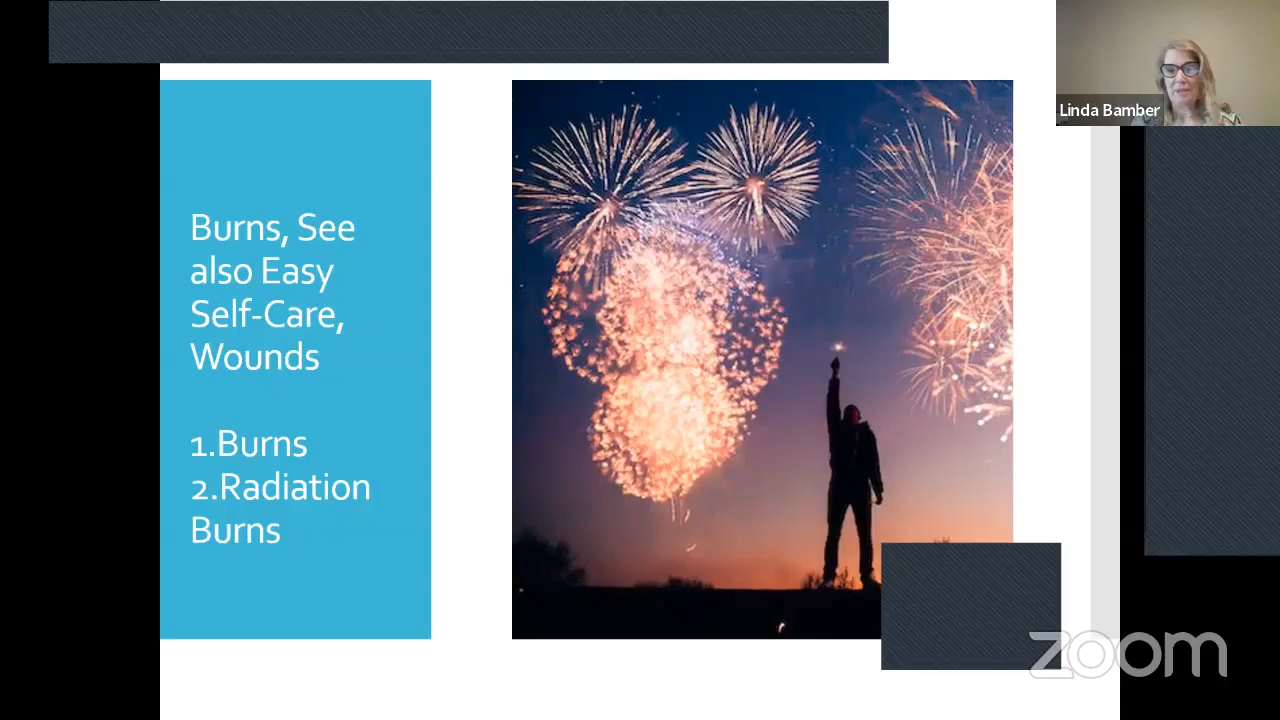 Linda Bamber
Burns, See
also Easy
Self-Care,
Wounds
1.Burns
2.Radiation
Burns
zoom